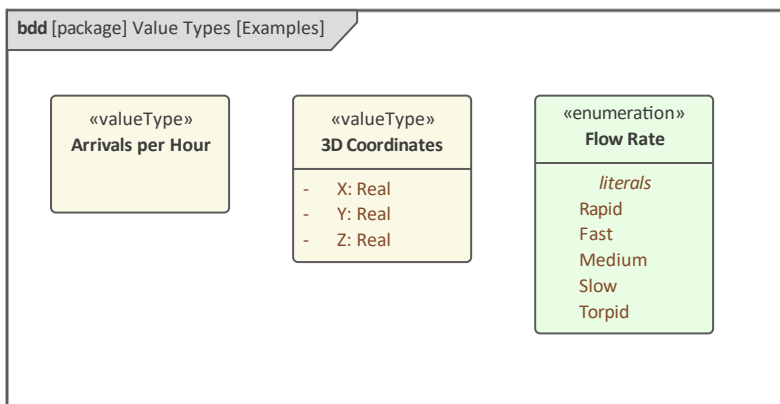 bdd [package] Value Types [Examples]
«valueType»
Arrivals per Hour
«valueType»
3D Coordinates
- X: Real
- Y: Real
- Z: Real
«enumeration»
Flow Rate
literals
Rapid
Fast
Medium
Slow
Torpid